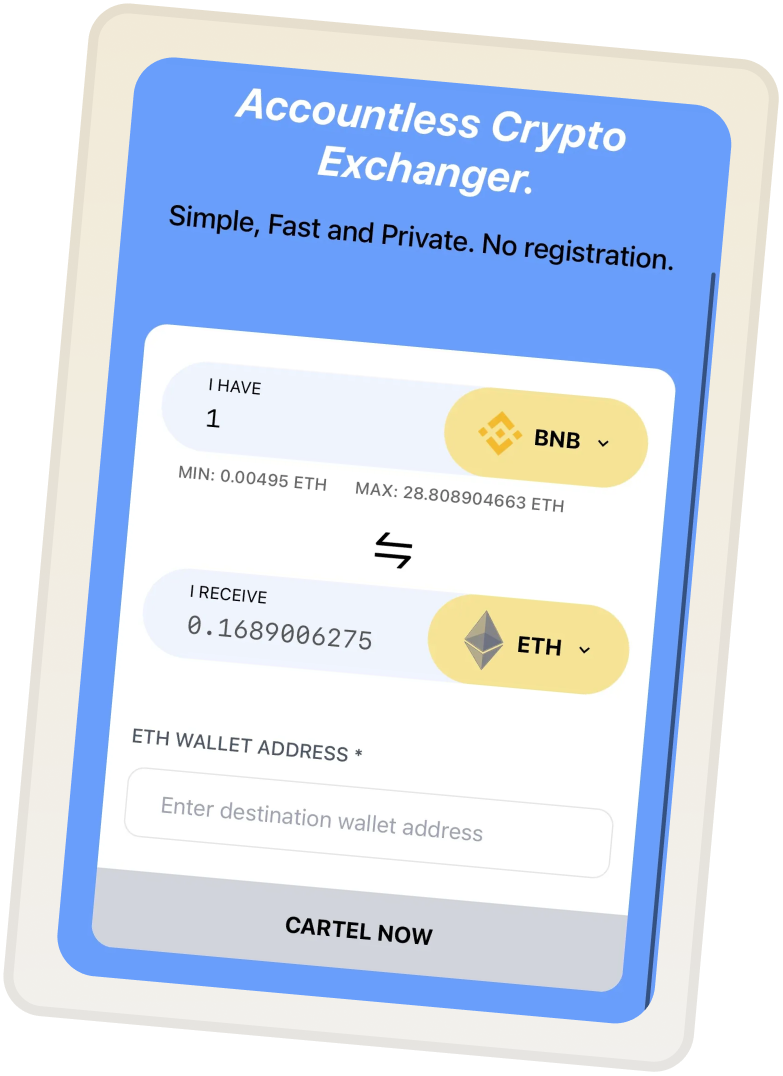 Accountless Crypto
Exchanger.
Simple, Fast and Private. No registration.
I HAVE
1
BNB
MIN: 0.00495 ETH MAX: 28.808904663 ETH
I RECEIVE
0.1689006275
ETH
ETH WALLET ADDRESS *
Enter destination wallet address
CARTEL NOW